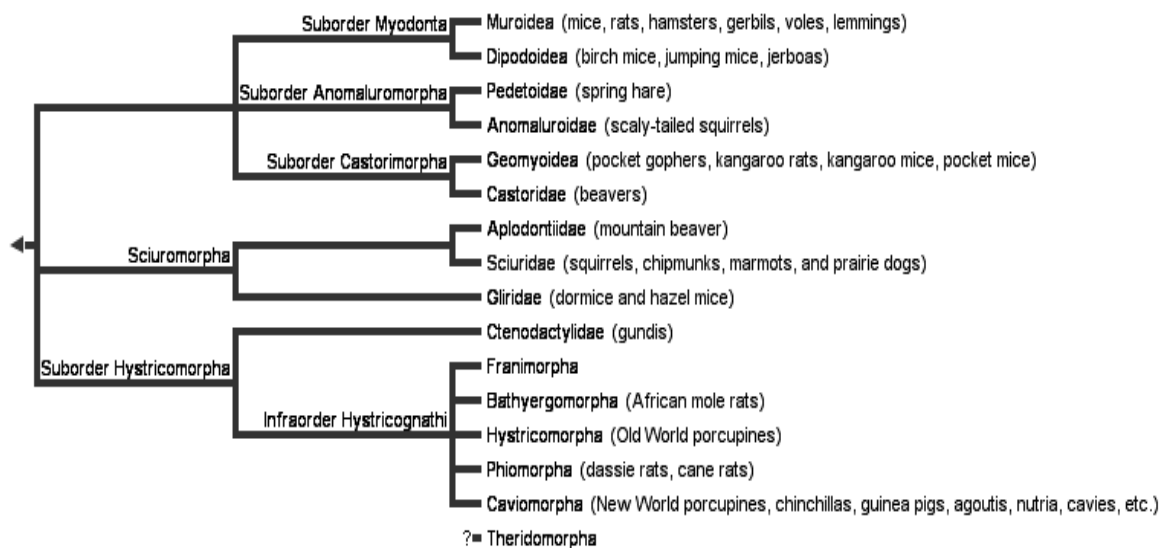 Suborder Myodonta
Muroidea (mice, rats, hamsters, gerbils, voles, lemmings)
Dipodoidea (birch mice, jumping mice, jerboas)
Suborder Anomaluromorpha
Pedetoidae (spring hare)
Anomaluroidae (scaly-tailed squirrels)
Suborder Castorimorpha
Geomyoidea (pocket gophers, kangaroo rats, kangaroo mice, pocket mice)
Castoridae (beavers)
Sciuromorpha
Aplodontiidae (mountain beaver)
Sciuridae (squirrels, chipmunks, marmots, and prairie dogs)
Gliridae (dormice and hazel mice)
Suborder Hystricomorpha
Ctenodactylidae (gundis)
Infraorder Hystricognathi
Franimorpha
Bathyergomorpha (African mole rats)
Hystricomorpha (Old World porcupines)
Phiomorpha (dassie rats, cane rats)
Caviomorpha (New World porcupines, chinchillas, guinea pigs, agoutis, nutria, cavies, etc.)
? Theridomorpha